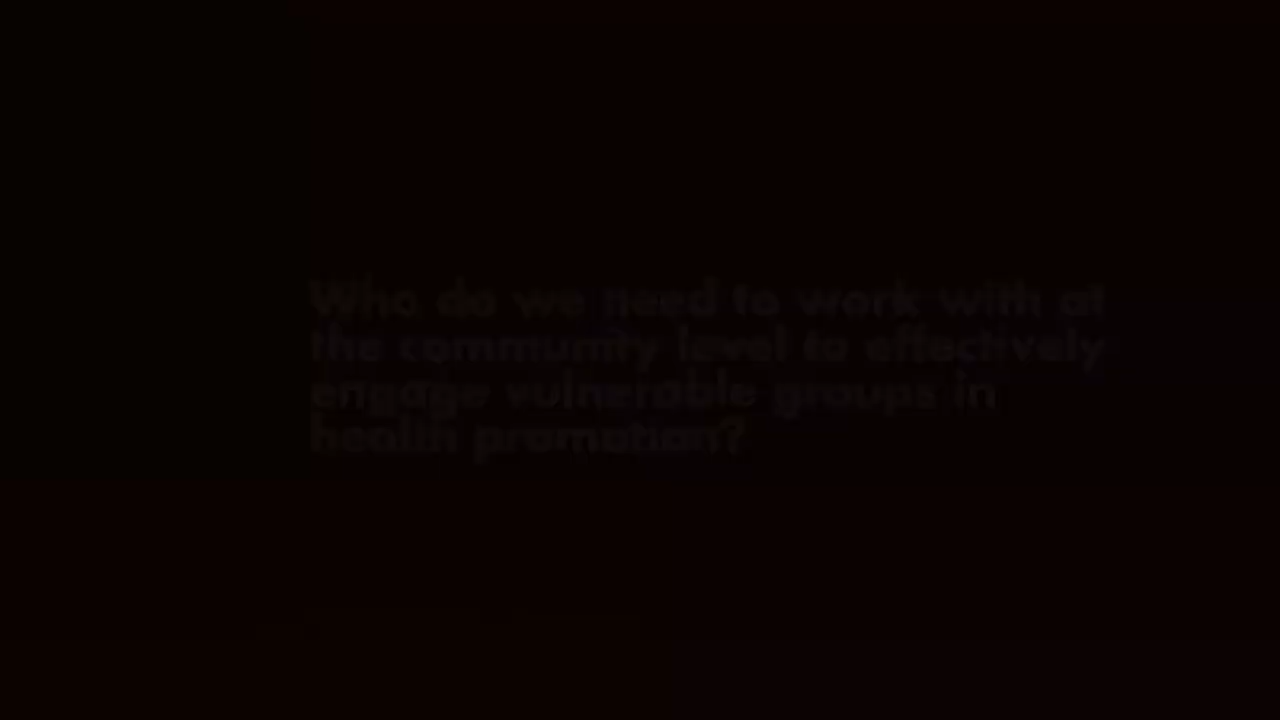 Who do we need to work with at
the community level to effectively
engage vulnerable groups in
health promotion?